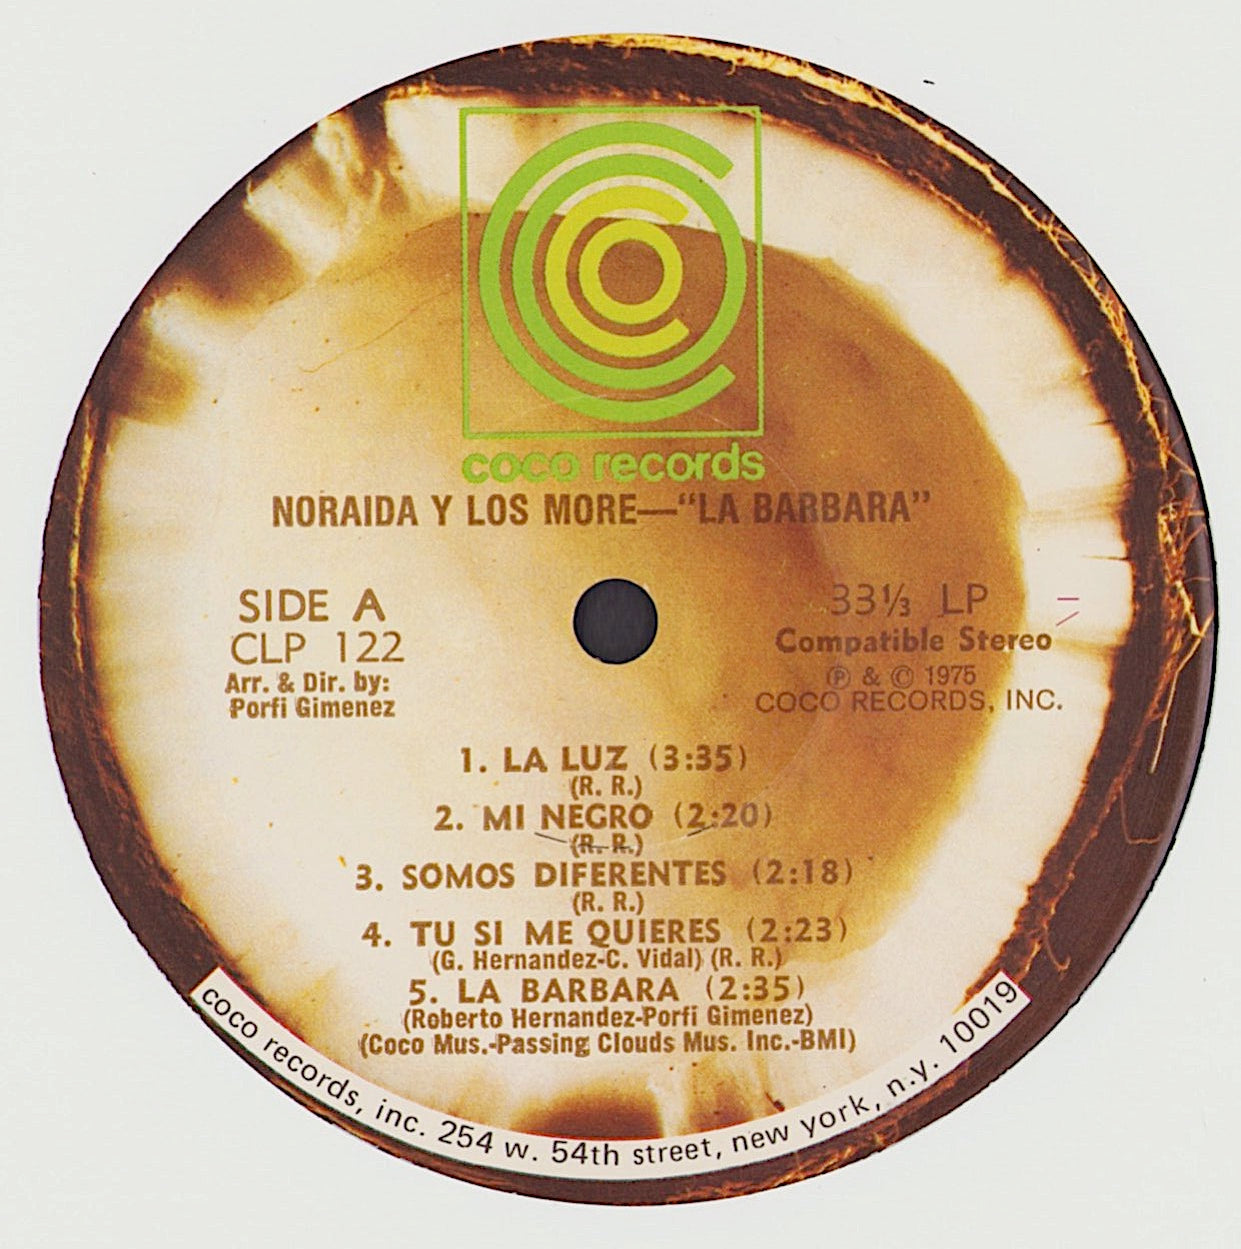 coco records
NORAIDA Y LOS MORE—"LA BARBARA"
SIDE A
CLP 122
Arr. & Dir. by:
Porfi Gimenez
33⅓ LP
Compatible Stereo
℗ & © 1975
COCO RECORDS, INC.
1. LA LUZ (3:35)
(R. R.)
2. MI NEGRO (2:20)
(R. R.)
3. SOMOS DIFERENTES (2:18)
(R. R.)
4. TU SI ME QUIERES (2:23)
(G. Hernandez-C. Vidal) (R. R.)
5. LA BARBARA (2:35)
(Roberto Hernandez-Porfi Gimenez)
(Coco Mus.-Passing Clouds Mus. Inc.-BMI)
coco records, inc. 254 w. 54th street, new york, n.y. 10019